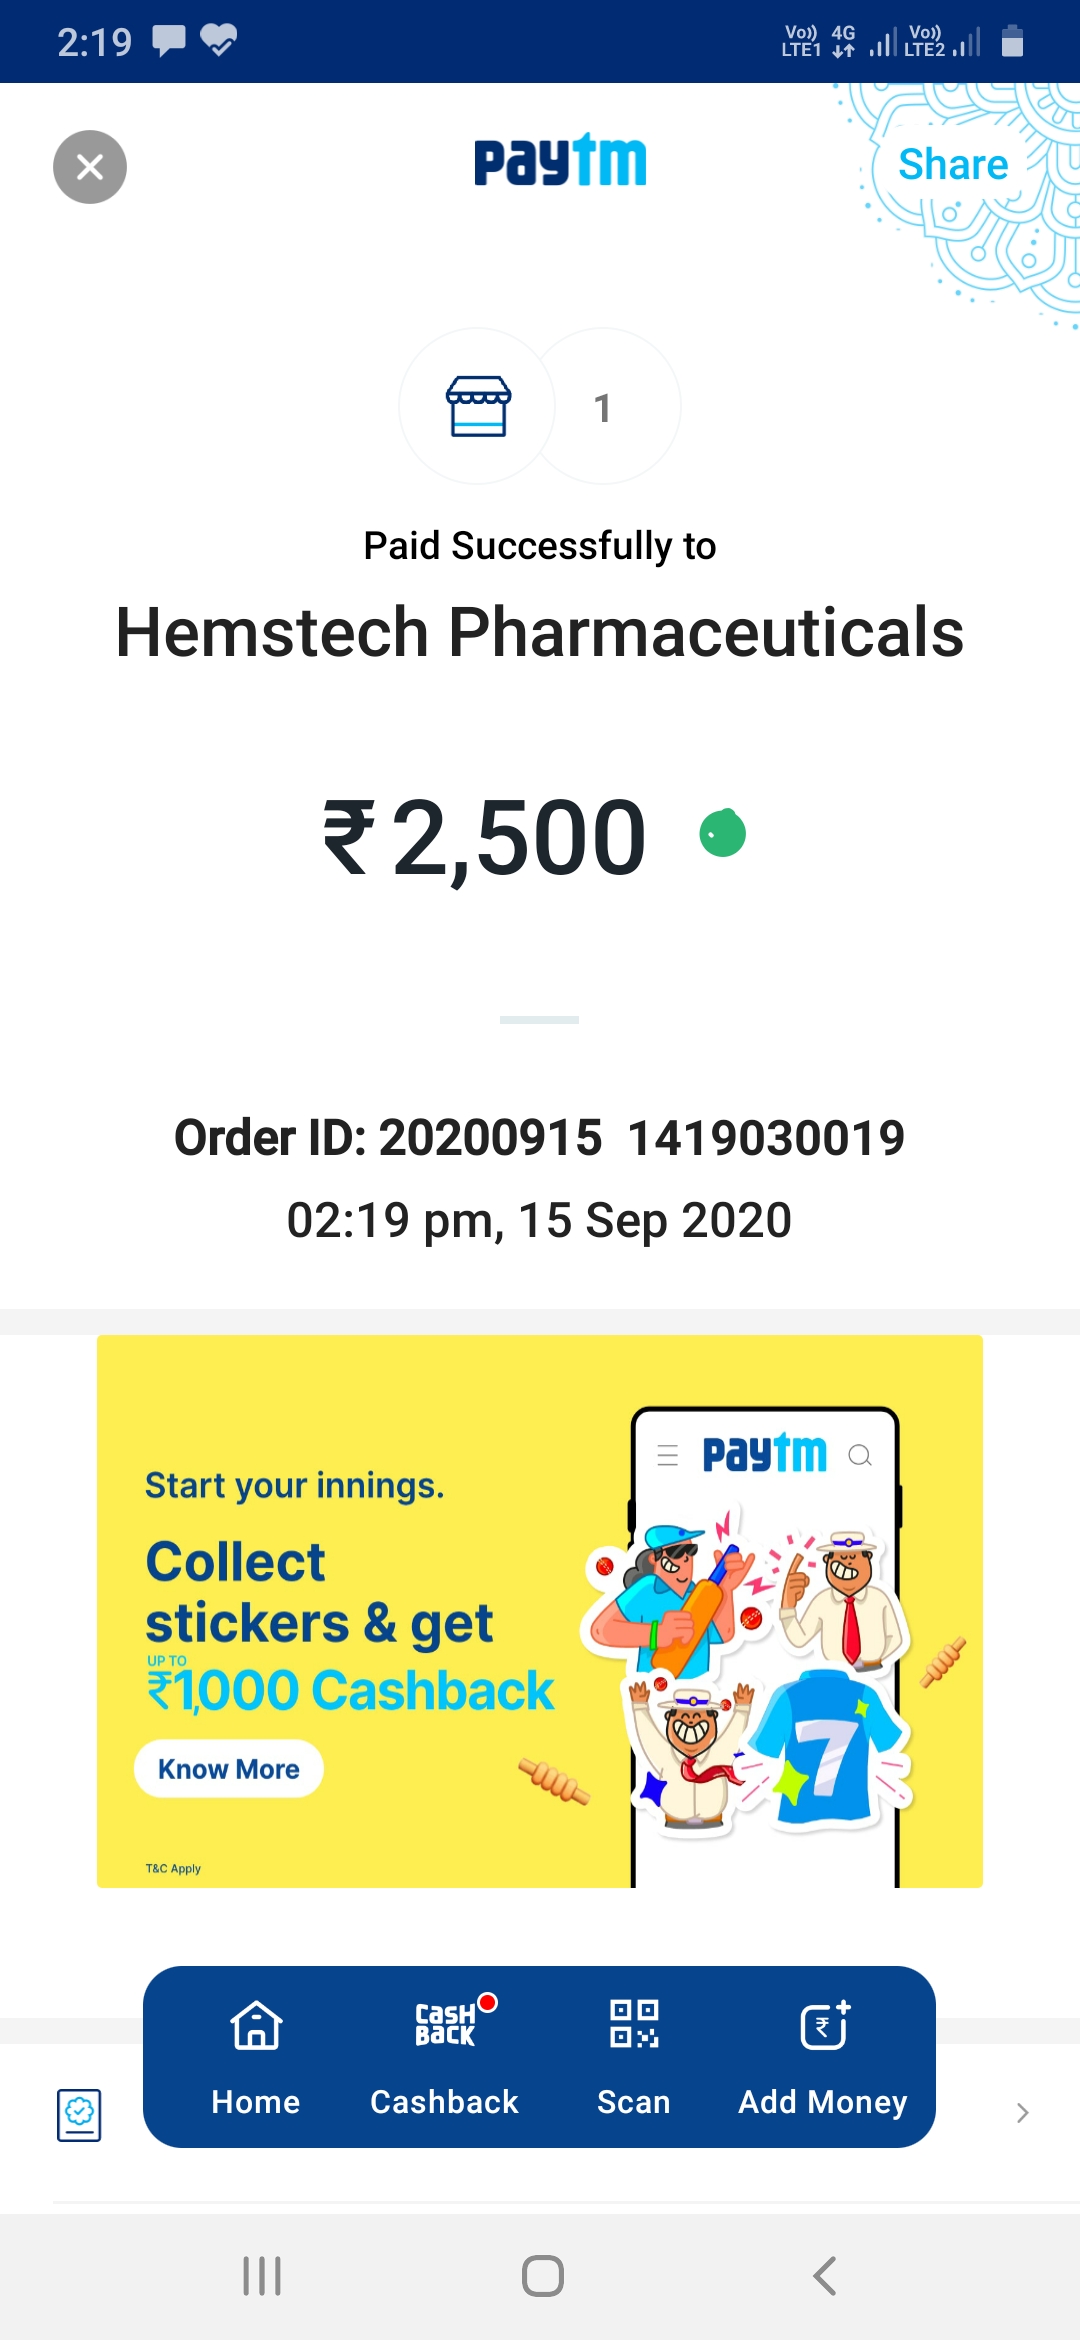 2:19 Vo)) LTE1 4G Vo)) LTE2
paytm
Share
1
Paid Successfully to
Hemstech Pharmaceuticals
₹2,500
Order ID: 20200915 1419030019
02:19 pm, 15 Sep 2020
paytm
Start your innings.
Collect
stickers & get
UP TO
₹1,000 Cashback
7
Know More
T&C Apply
CASH
BACK
₹
Home Cashback Scan Add Money